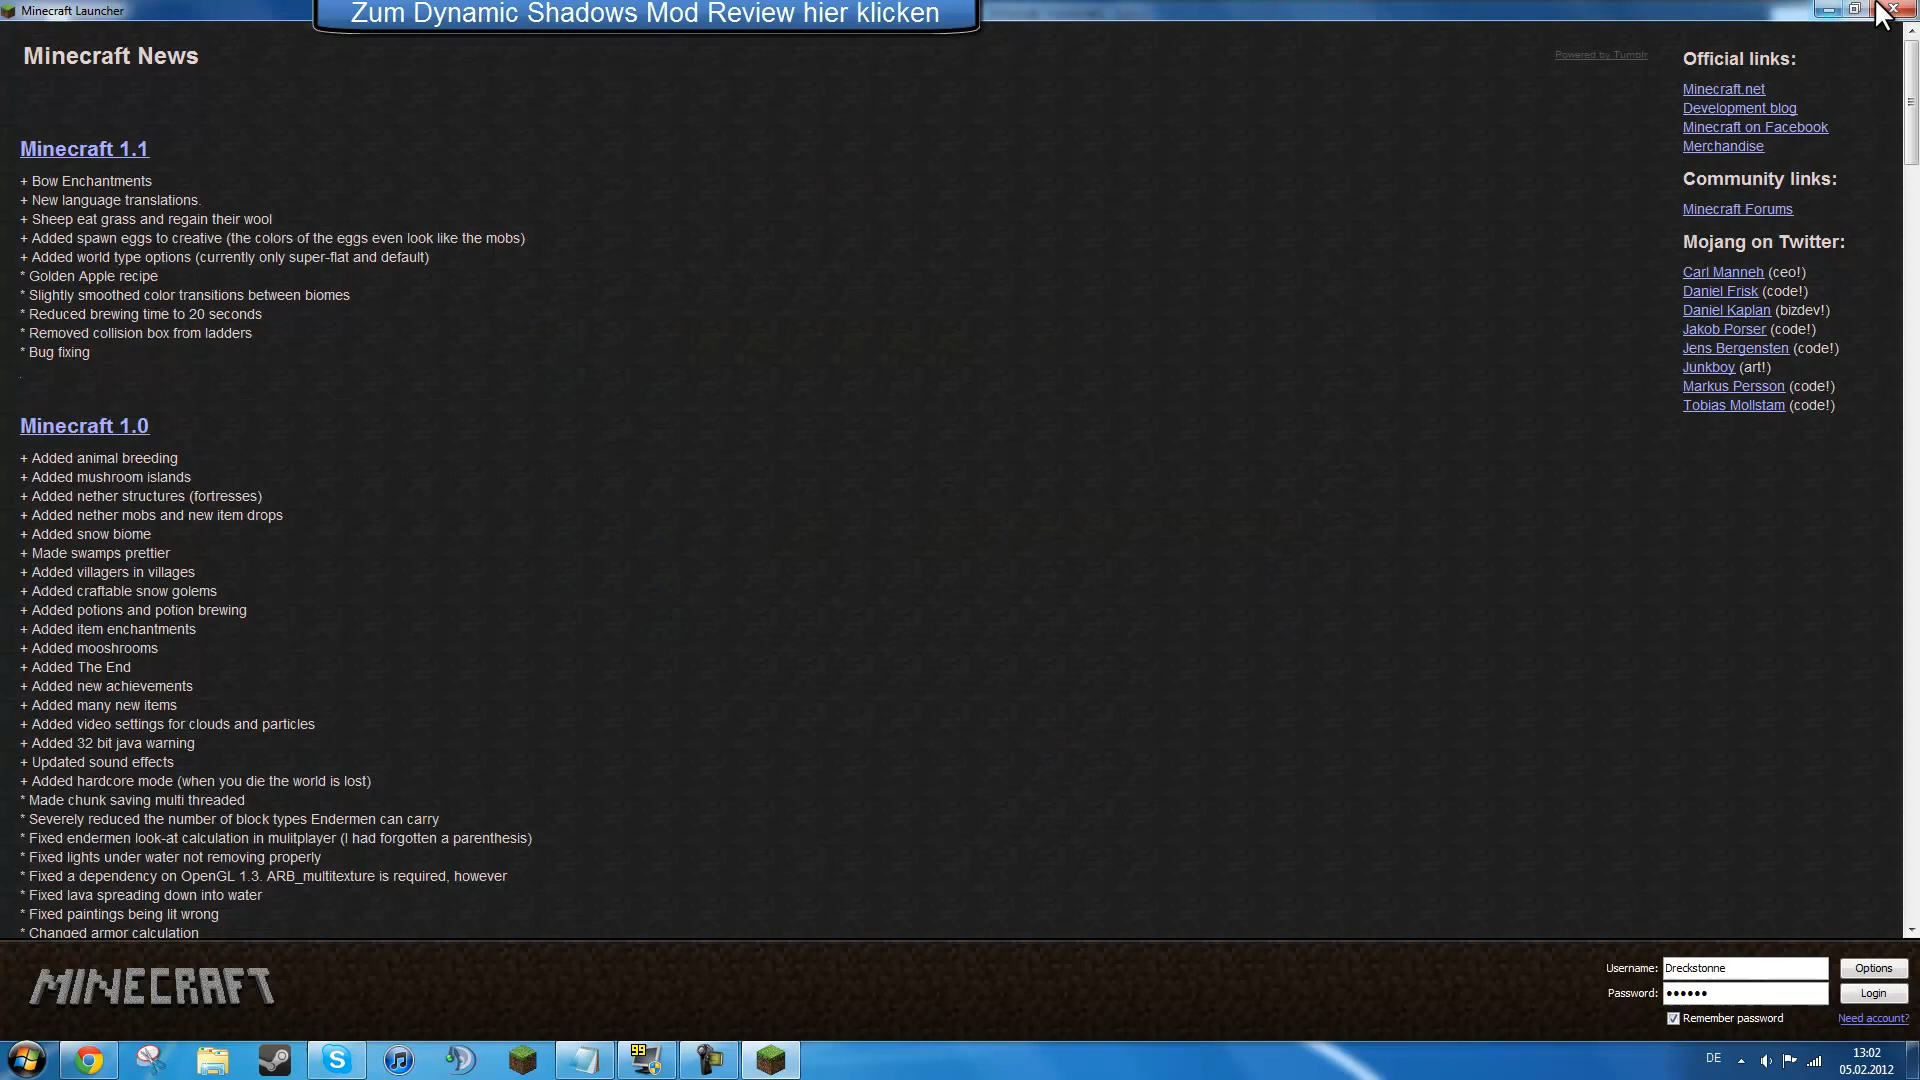 Minecraft Launcher
Zum Dynamic Shadows Mod Review hier klicken
Minecraft News
Powered by Tumblr
Minecraft 1.1
+ Bow Enchantments
+ New language translations.
+ Sheep eat grass and regain their wool
+ Added spawn eggs to creative (the colors of the eggs even look like the mobs)
+ Added world type options (currently only super-flat and default)
* Golden Apple recipe
* Slightly smoothed color transitions between biomes
* Reduced brewing time to 20 seconds
* Removed collision box from ladders
* Bug fixing
Minecraft 1.0
+ Added animal breeding
+ Added mushroom islands
+ Added nether structures (fortresses)
+ Added nether mobs and new item drops
+ Added snow biome
+ Made swamps prettier
+ Added villagers in villages
+ Added craftable snow golems
+ Added potions and potion brewing
+ Added item enchantments
+ Added mooshrooms
+ Added The End
+ Added new achievements
+ Added many new items
+ Added video settings for clouds and particles
+ Added 32 bit java warning
+ Updated sound effects
+ Added hardcore mode (when you die the world is lost)
* Made chunk saving multi threaded
* Severely reduced the number of block types Endermen can carry
* Fixed endermen look-at calculation in mulitplayer (I had forgotten a parenthesis)
* Fixed lights under water not removing properly
* Fixed a dependency on OpenGL 1.3. ARB_multitexture is required, however
* Fixed lava spreading down into water
* Fixed paintings being lit wrong
* Changed armor calculation
Official links:
Minecraft.net
Development blog
Minecraft on Facebook
Merchandise
Community links:
Minecraft Forums
Mojang on Twitter:
Carl Manneh (ceo!)
Daniel Frisk (code!)
Daniel Kaplan (bizdev!)
Jakob Porser (code!)
Jens Bergensten (code!)
Junkboy (art!)
Markus Persson (code!)
Tobias Mollstam (code!)
MINECRAFT
Username: Dreckstonne Options
Password: •••••• Login
Remember password Need account?
99
DE
13:02
05.02.2012